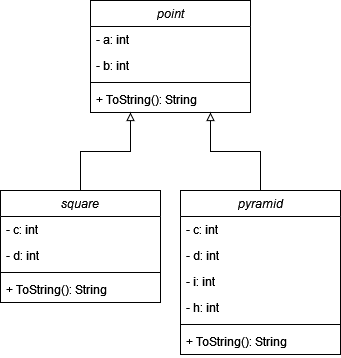 point
- a: int
- b: int
+ ToString(): String
square
- c: int
- d: int
+ ToString(): String
pyramid
- c: int
- d: int
- i: int
- h: int
+ ToString(): String